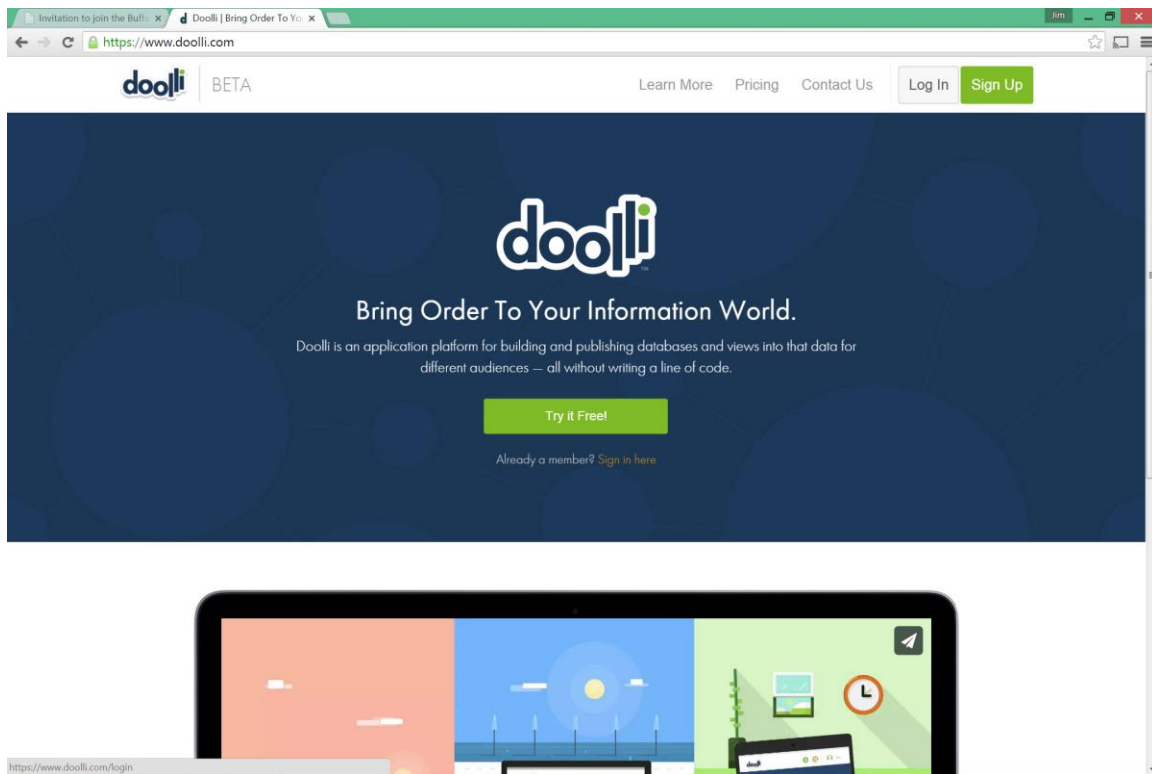 Invitation to join the Buffa
Doolli | Bring Order To Yo
Jim
https://www.doolli.com
doolli BETA
Learn More Pricing Contact Us Log In Sign Up
doolli
TM
Bring Order To Your Information World.
Doolli is an application platform for building and publishing databases and views into that data for
different audiences — all without writing a line of code.
Try it Free!
Already a member? Sign in here
doolli
https://www.doolli.com/login